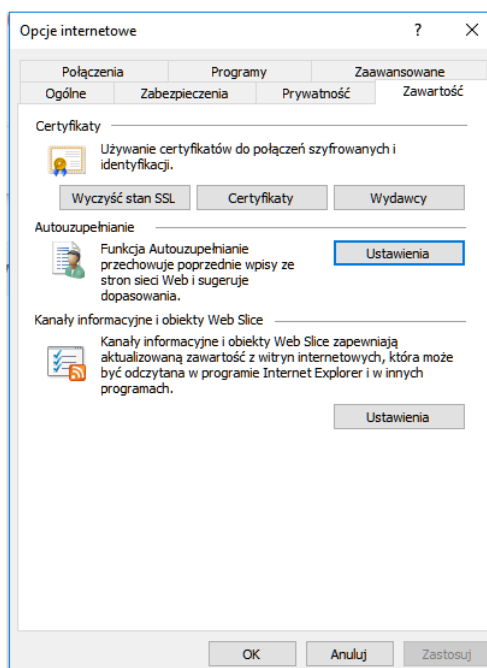 Opcje internetowe
?
Połączenia
Programy
Zaawansowane
Ogólne
Zabezpieczenia
Prywatność
Zawartość
Certyfikaty
Używanie certyfikatów do połączeń szyfrowanych i
identyfikacji.
Wyczyść stan SSL
Certyfikaty
Wydawcy
Autouzupełnianie
Funkcja Autouzupełnianie
przechowuje poprzednie wpisy ze
stron sieci Web i sugeruje
dopasowania.
Ustawienia
Kanały informacyjne i obiekty Web Slice
Kanały informacyjne i obiekty Web Slice zapewniają
aktualizowaną zawartość z witryn internetowych, która może
być odczytana w programie Internet Explorer i w innych
programach.
Ustawienia
OK
Anuluj
Zastosuj